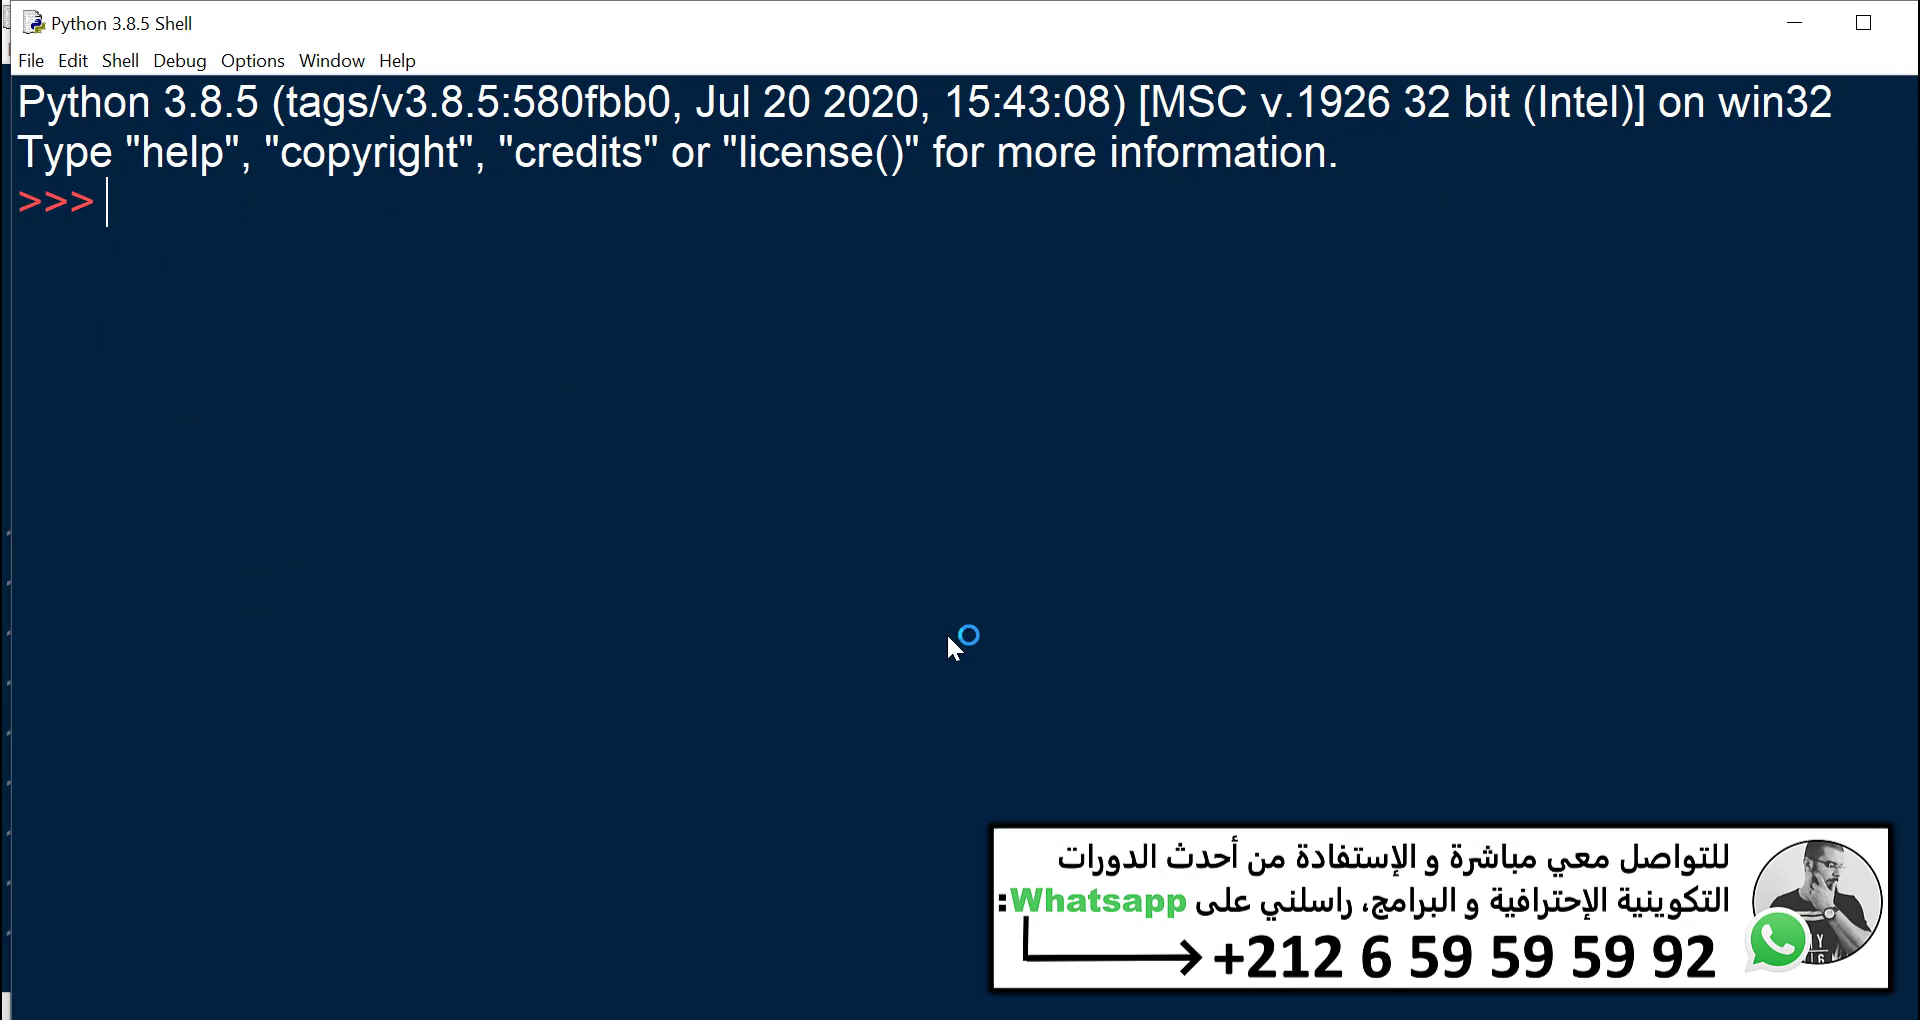 Python 3.8.5 Shell
File Edit Shell Debug Options Window Help
Python 3.8.5 (tags/v3.8.5:580fbb0, Jul 20 2020, 15:43:08) [MSC v.1926 32 bit (Intel)] on win32
Type "help", "copyright", "credits" or "license()" for more information.
>>>
للتواصل معي مباشرة و الإستفادة من أحدث الدورات
التكوينية الإحترافية و البرامج، راسلني على Whatsapp:
+212 6 59 59 59 92